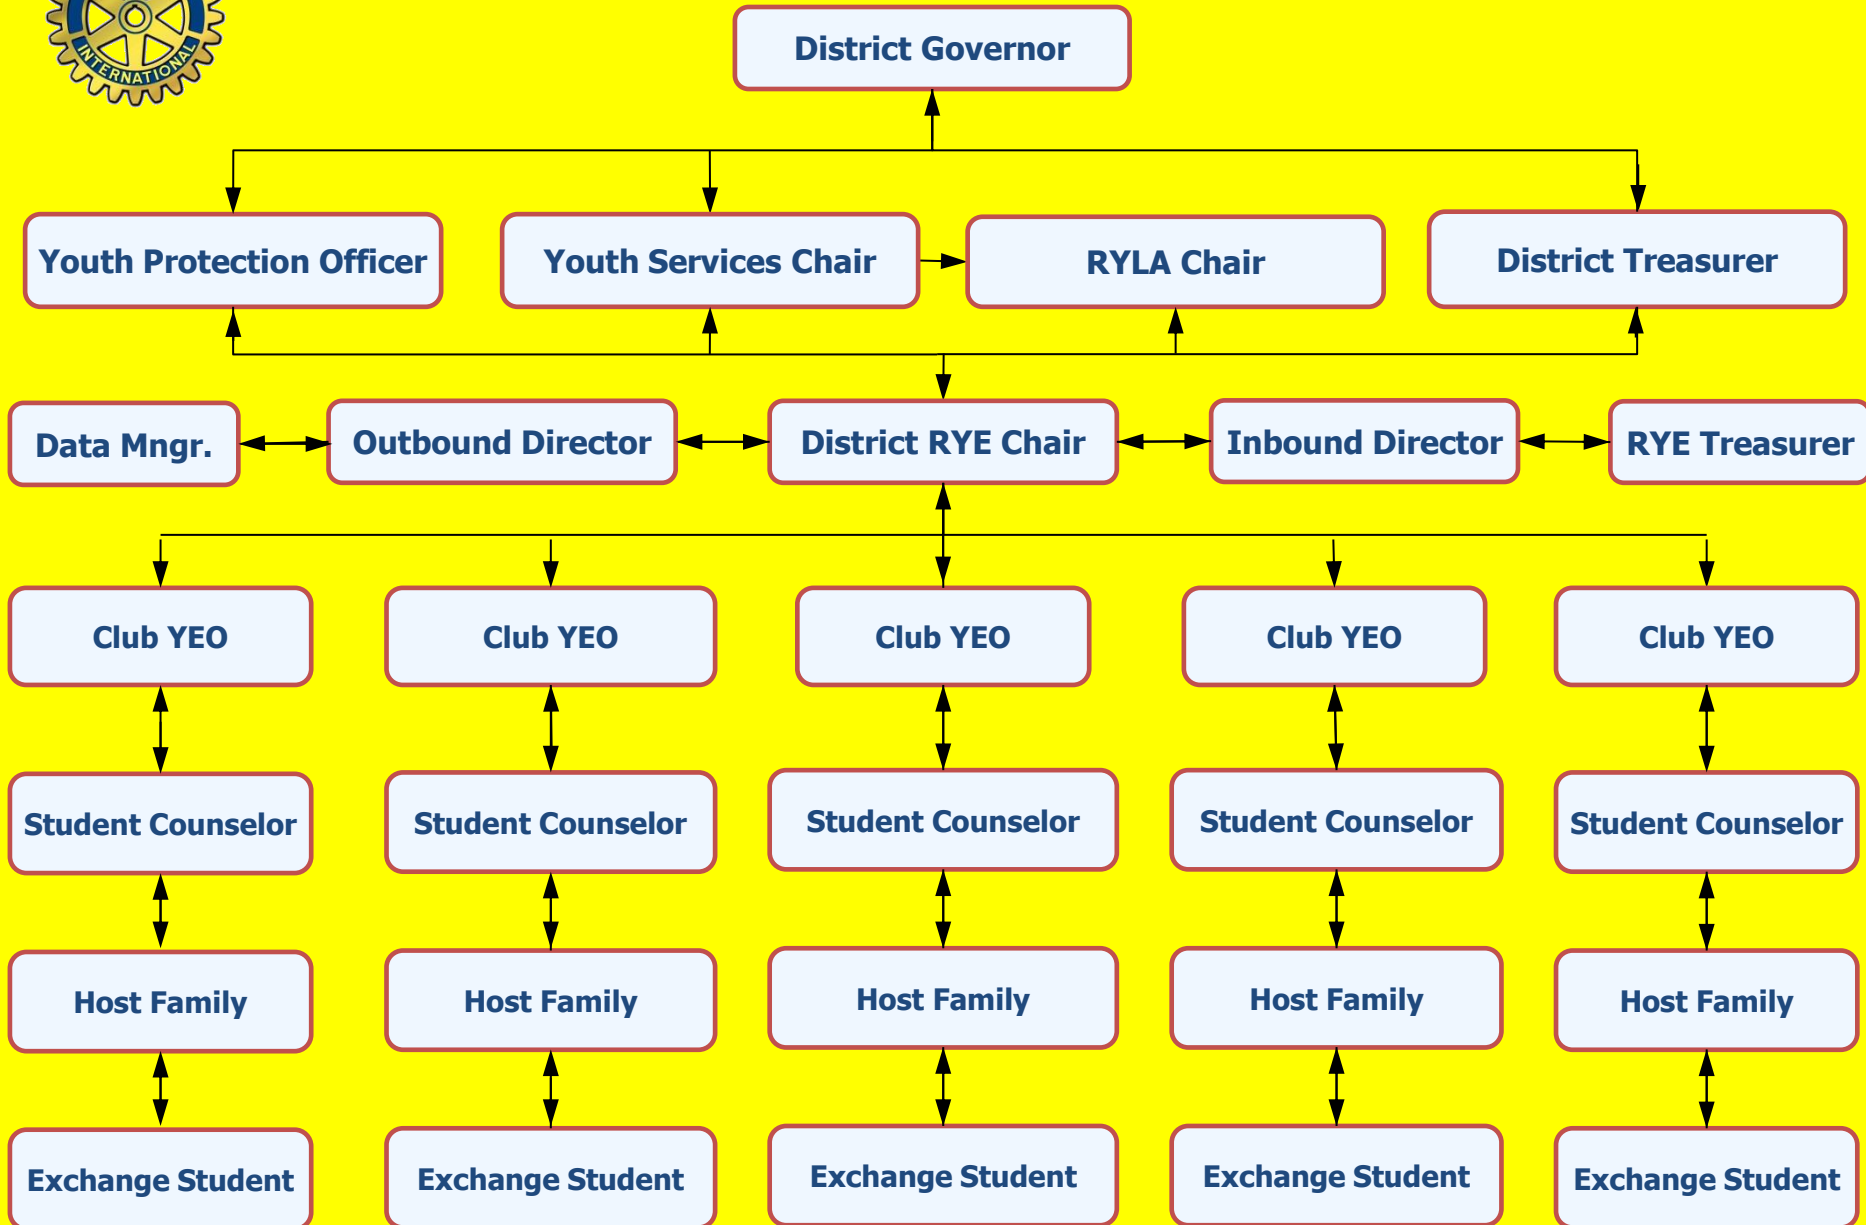 INTERNATIONAL
District Governor
Youth Protection Officer
Youth Services Chair
RYLA Chair
District Treasurer
Data Mngr.
Outbound Director
District RYE Chair
Inbound Director
RYE Treasurer
Club YEO
Club YEO
Club YEO
Club YEO
Club YEO
Student Counselor
Student Counselor
Student Counselor
Student Counselor
Student Counselor
Host Family
Host Family
Host Family
Host Family
Host Family
Exchange Student
Exchange Student
Exchange Student
Exchange Student
Exchange Student